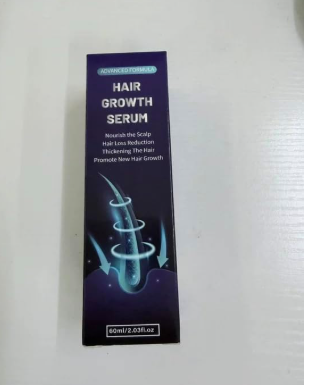 ADVANCED FORMULA
HAIR
GROWTH
SERUM
Nourish the Scalp
Hair Loss Reduction
Thickening The Hair
Promote New Hair Growth
60ml/2.03fl.oz